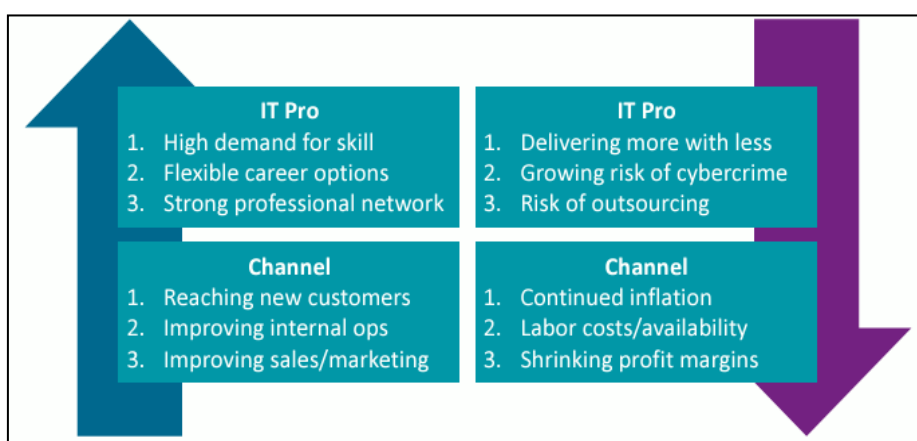 IT Pro
1. High demand for skill
2. Flexible career options
3. Strong professional network
IT Pro
1. Delivering more with less
2. Growing risk of cybercrime
3. Risk of outsourcing
Channel
1. Reaching new customers
2. Improving internal ops
3. Improving sales/marketing
Channel
1. Continued inflation
2. Labor costs/availability
3. Shrinking profit margins